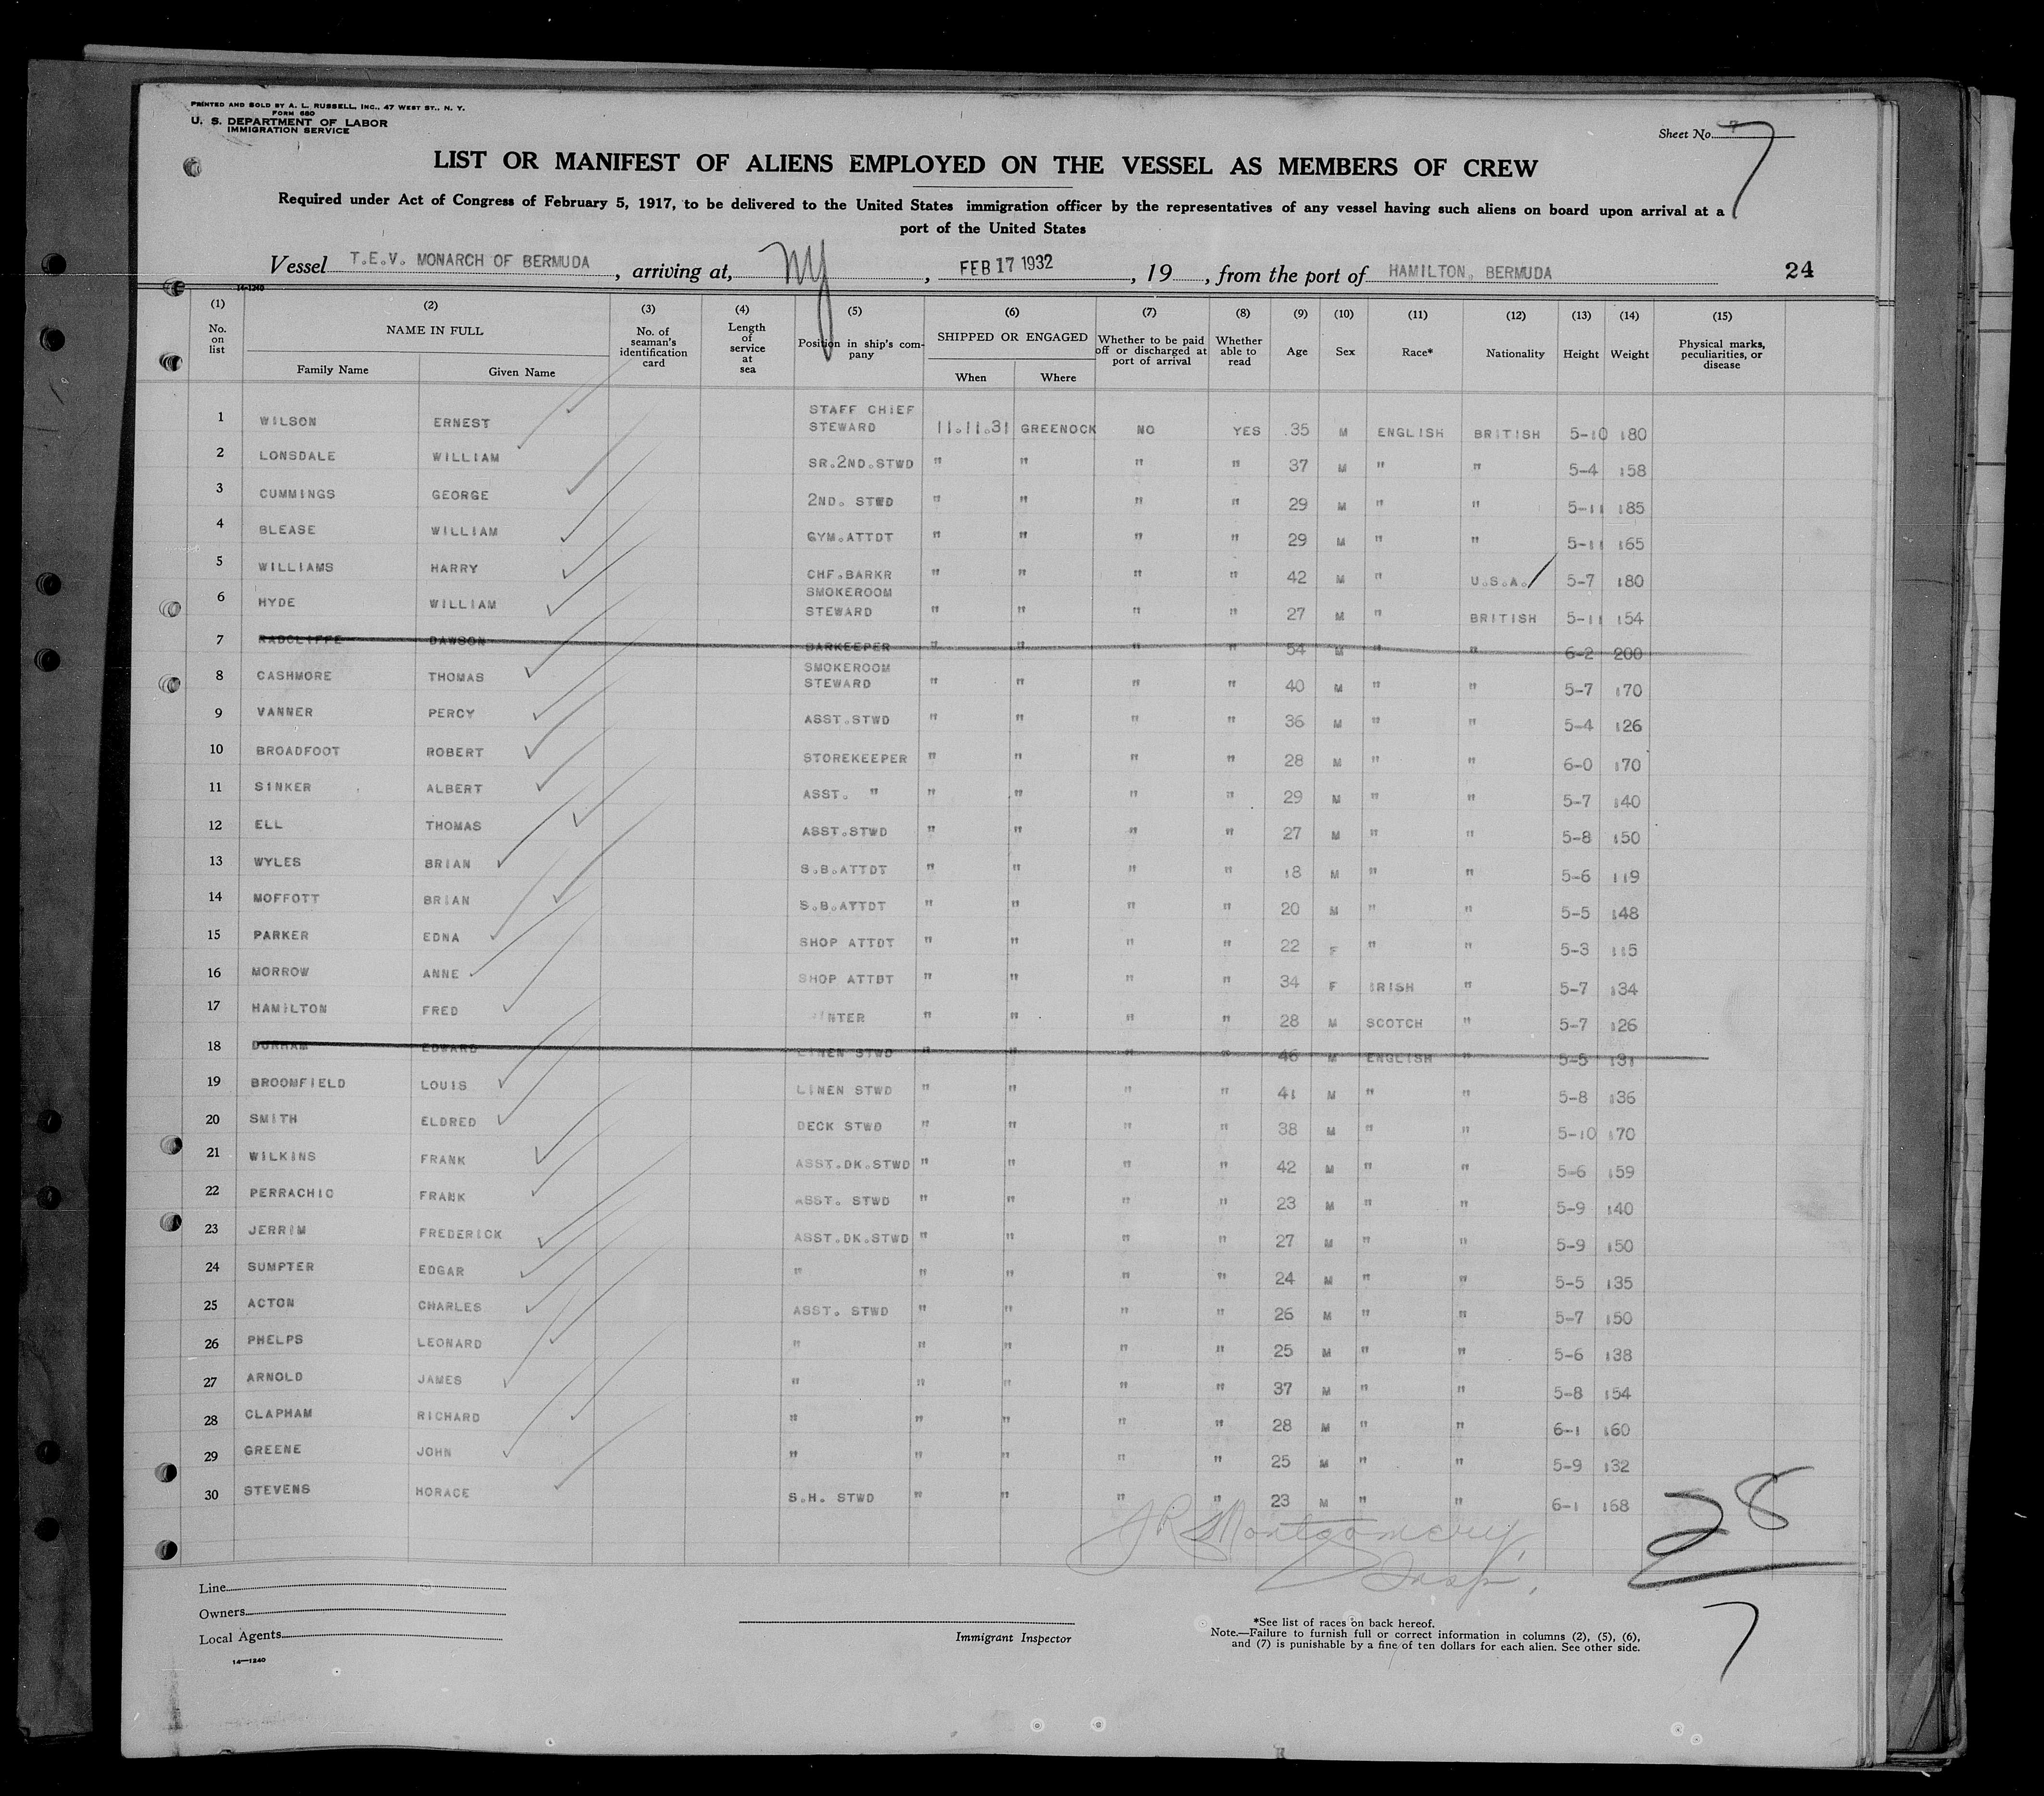 PRINTED AND SOLD BY A. L. RUSSELL, INC., 47 WEST ST., N. Y.
FORM 680
U. S. DEPARTMENT OF LABOR
IMMIGRATION SERVICE
Sheet No. 7
7
LIST OR MANIFEST OF ALIENS EMPLOYED ON THE VESSEL AS MEMBERS OF CREW
Required under Act of Congress of February 5, 1917, to be delivered to the United States immigration officer by the representatives of any vessel having such aliens on board upon arrival at a
port of the United States
Vessel T.E.V. MONARCH OF BERMUDA, arriving at, NY, FEB 17 1932, 19, from the port of HAMILTON, BERMUDA 24
14-1240
(1) No. on list (2) NAME IN FULL Family Name Given Name (3) No. of seaman's identification card (4) Length of service at sea (5) Position in ship's company (6) SHIPPED OR ENGAGED When Where (7) Whether to be paid off or discharged at port of arrival (8) Whether able to read (9) Age (10) Sex (11) Race* (12) Nationality (13) Height (14) Weight (15) Physical marks, peculiarities, or disease
1 WILSON ERNEST STAFF CHIEF STEWARD 11.11.31 GREENOCK NO YES 35 M ENGLISH BRITISH 5-10 180
2 LONSDALE WILLIAM SR.2ND.STWD " " " " 37 M " " 5-4 158
3 CUMMINGS GEORGE 2ND. STWD " " " " 29 M " " 5-11 185
4 BLEASE WILLIAM GYM.ATTDT " " " " 29 M " " 5-11 165
5 WILLIAMS HARRY CHF.BARKR " " " " 42 M " U.S.A. 5-7 180
6 HYDE WILLIAM SMOKEROOM STEWARD " " " " 27 M " BRITISH 5-11 154
7 RADCLIFFE DAWSON BARKEEPER " " " " 54 M " " 6-2 200
8 CASHMORE THOMAS SMOKEROOM STEWARD " " " " 40 M " " 5-7 170
9 VANNER PERCY ASST.STWD " " " " 36 M " " 5-4 126
10 BROADFOOT ROBERT STOREKEEPER " " " " 28 M " " 6-0 170
11 SINKER ALBERT ASST. " " " " " 29 M " " 5-7 140
12 ELL THOMAS ASST.STWD " " " " 27 M " " 5-8 150
13 WYLES BRIAN S.B.ATTDT " " " " 18 M " " 5-6 119
14 MOFFOTT BRIAN S.B.ATTDT " " " " 20 M " " 5-5 148
15 PARKER EDNA SHOP ATTDT " " " " 22 F " " 5-3 115
16 MORROW ANNE SHOP ATTDT " " " " 34 F IRISH " 5-7 134
17 HAMILTON FRED " " " " 28 M SCOTCH " 5-7 126
18 DURHAM EDWARD LINEN STWD " " " " 46 M ENGLISH " 5-5 131
19 BROOMFIELD LOUIS LINEN STWD " " " " 41 M " " 5-8 136
20 SMITH ELDRED DECK STWD " " " " 38 M " " 5-10 170
21 WILKINS FRANK ASST.DK.STWD " " " " 42 M " " 5-6 159
22 PERRACHIO FRANK ASST. STWD " " " " 23 M " " 5-9 140
23 JERRIM FREDERICK ASST.DK.STWD " " " " 27 M " " 5-9 150
24 SUMPTER EDGAR " " " " " 24 M " " 5-5 135
25 ACTON CHARLES ASST. STWD " " " " 26 M " " 5-7 150
26 PHELPS LEONARD " " " " " 25 M " " 5-6 138
27 ARNOLD JAMES " " " " " 37 M " " 5-8 154
28 CLAPHAM RICHARD " " " " " 28 M " " 6-1 160
29 GREENE JOHN " " " " " 25 M " " 5-9 132
30 STEVENS HORACE S.H. STWD " " " " 23 M " " 6-1 168
JR Montgomery,
Insp.
28
7
Line
Owners
Local Agents
14-1240
Immigrant Inspector
*See list of races on back hereof.
Note.—Failure to furnish full or correct information in columns (2), (5), (6),
and (7) is punishable by a fine of ten dollars for each alien. See other side.